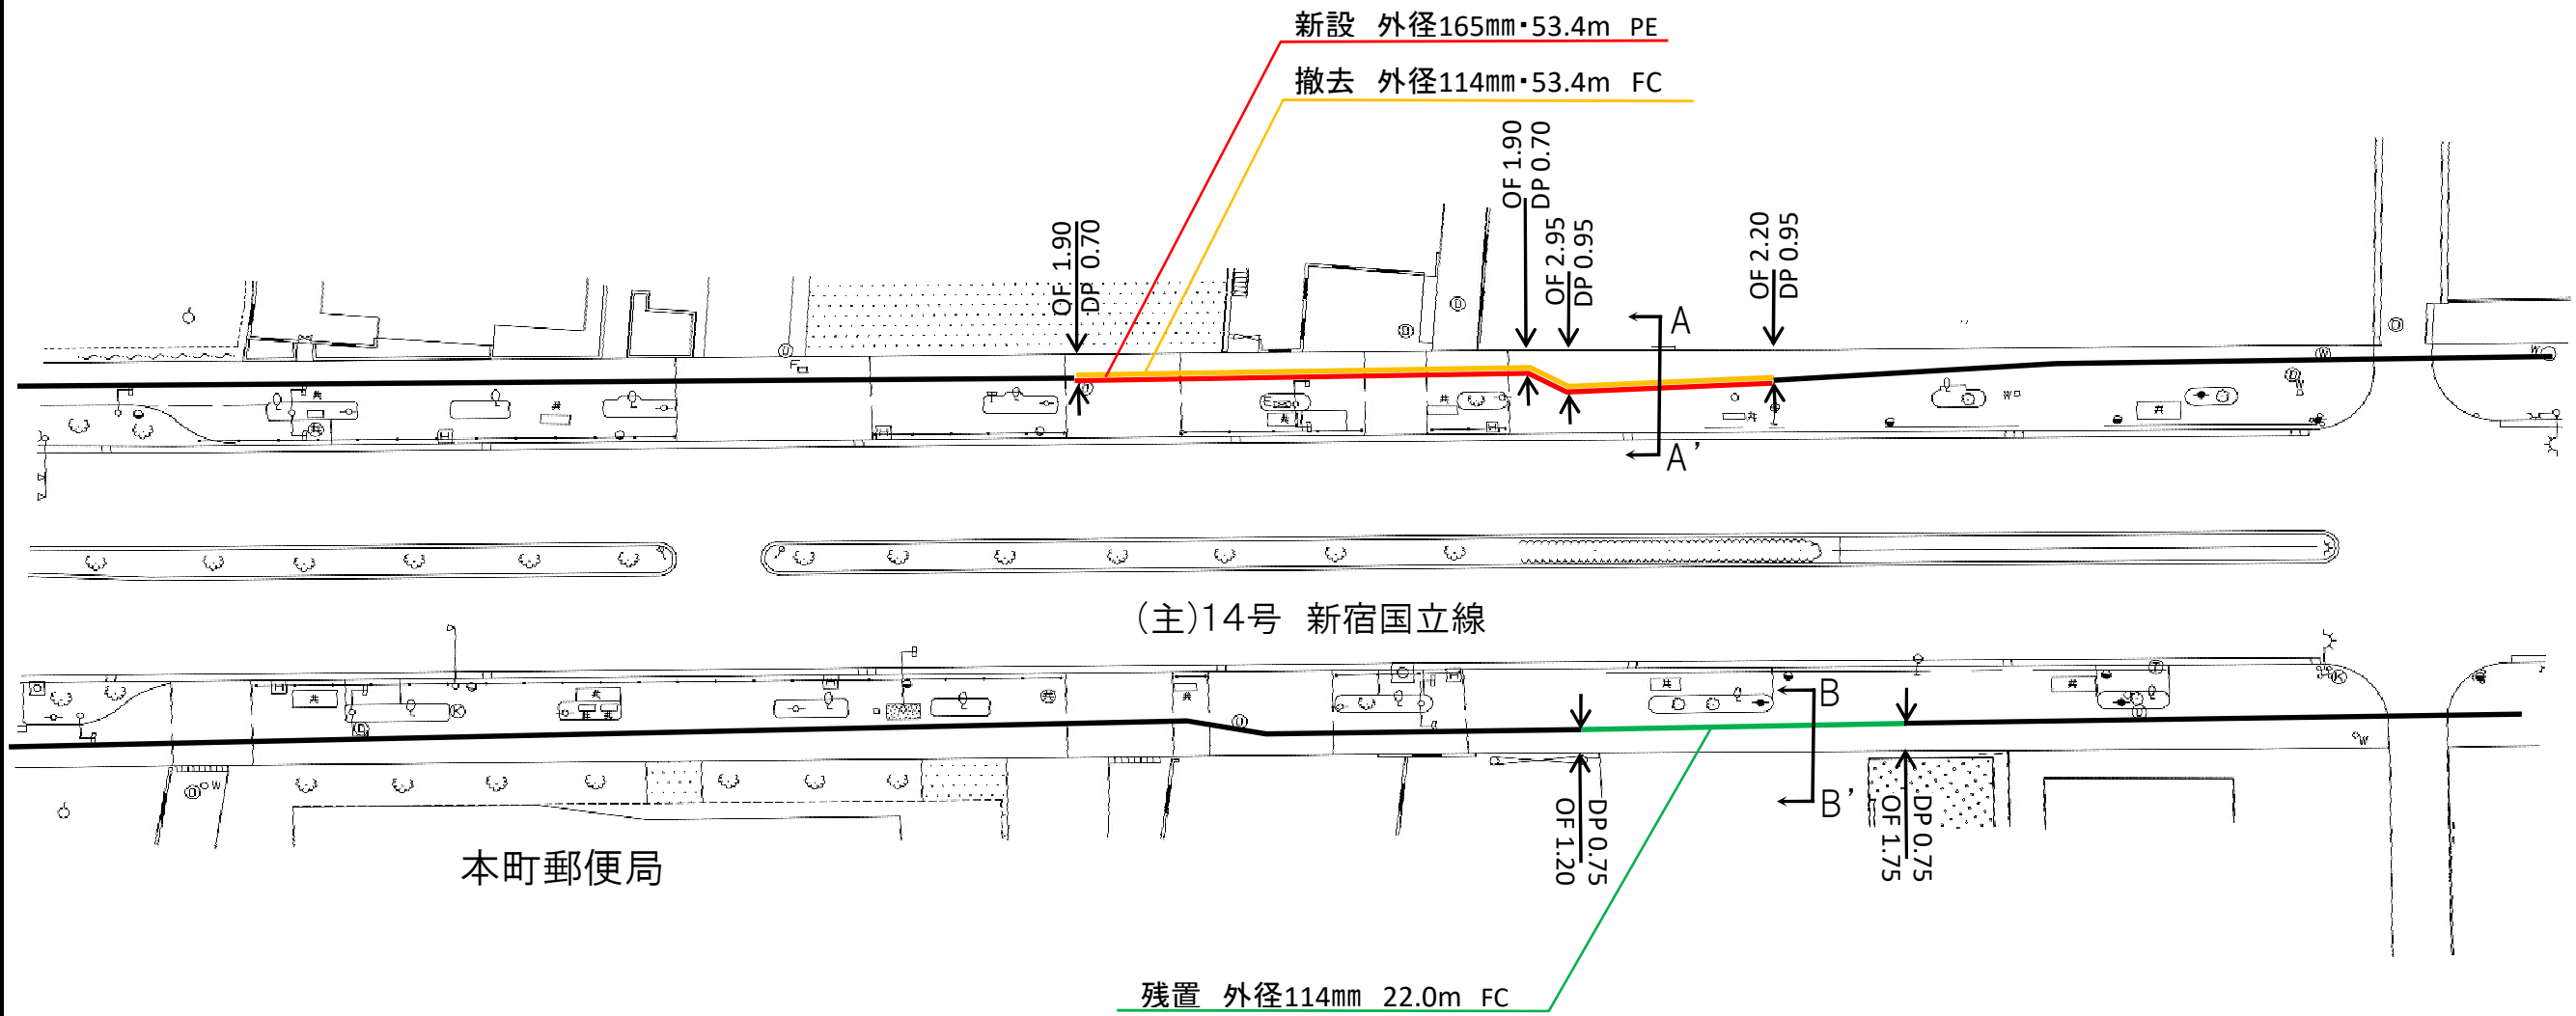 新設 外径165㎜・53.4m PE
撤去 外径114㎜・53.4m FC
OF 1.90
DP 0.70
OF 1.90
DP 0.70
OF 2.95
DP 0.95
OF 2.20
DP 0.95
A
A'
(主)14号 新宿国立線
B
B'
DP 0.75
OF 1.20
DP 0.75
OF 1.75
本町郵便局
残置 外径114㎜ 22.0m FC